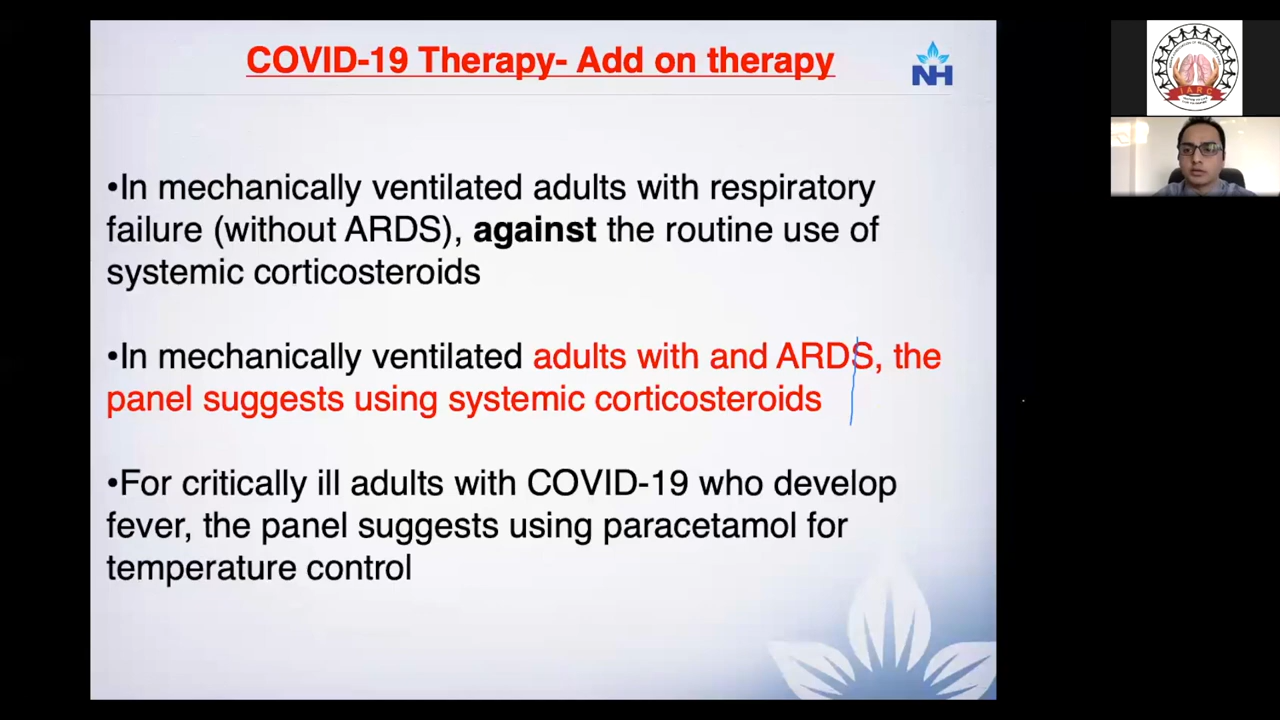 COVID-19 Therapy- Add on therapy
NH
•In mechanically ventilated adults with respiratory
failure (without ARDS), against the routine use of
systemic corticosteroids
•In mechanically ventilated adults with and ARDS, the
panel suggests using systemic corticosteroids
•For critically ill adults with COVID-19 who develop
fever, the panel suggests using paracetamol for
temperature control
IARC